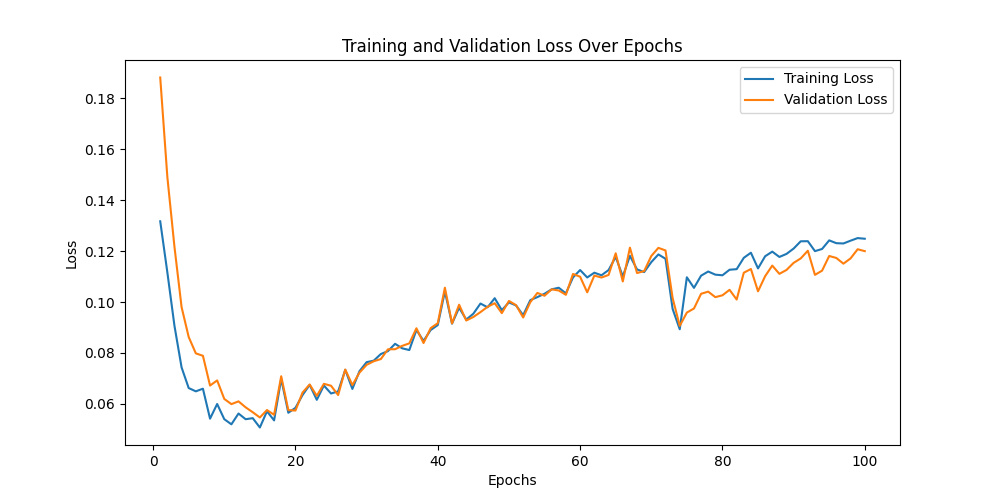 Training and Validation Loss Over Epochs
Training Loss
Validation Loss
0.18
0.16
0.14
0.12
0.10
0.08
0.06
Loss
0 20 40 60 80 100
Epochs